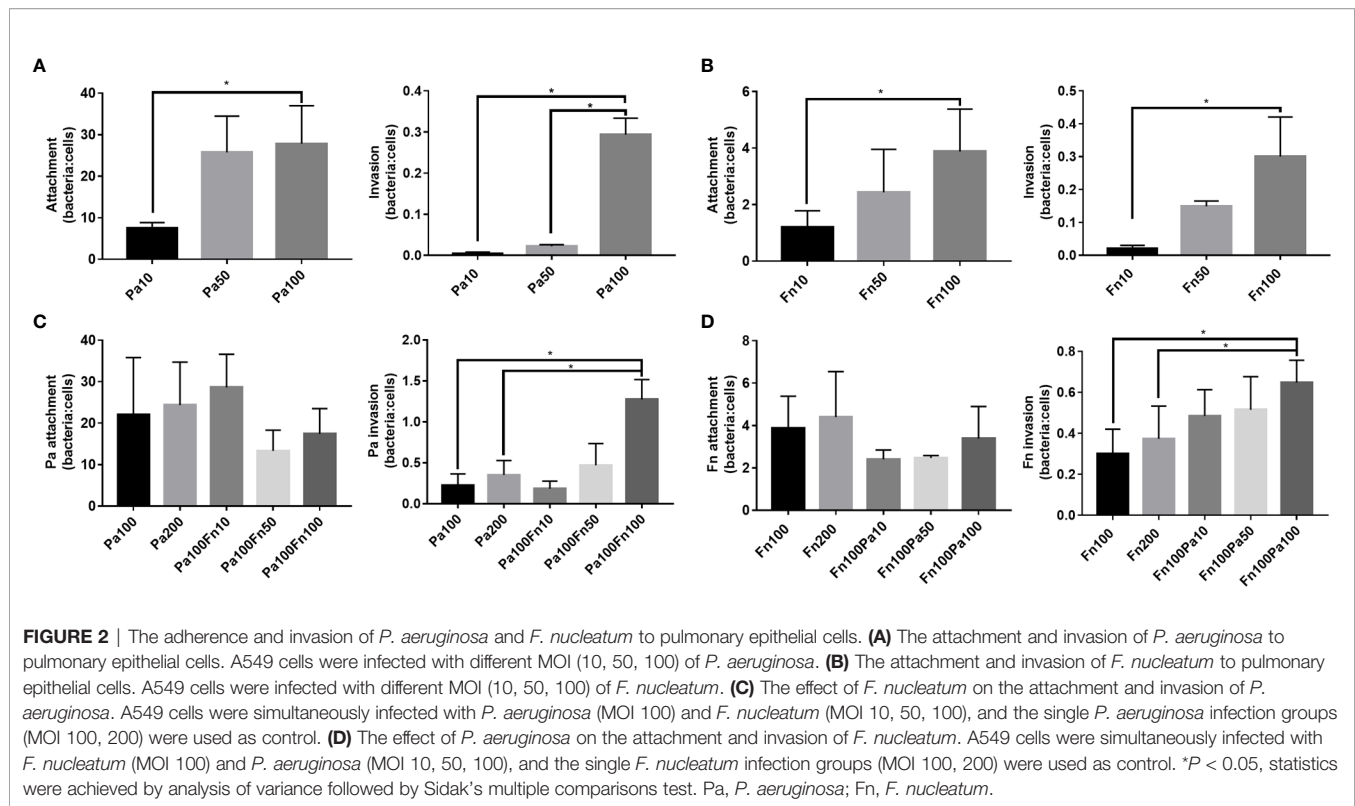 A
B
Attachment
(bacteria:cells)
40
30
20
10
0
*
Pa10
Pa50
Pa100
Invasion
(bacteria:cells)
0.4
0.3
0.2
0.1
0.0
*
*
Pa10
Pa50
Pa100
Attachment
(bacteria:cells)
6
4
2
0
*
Fn10
Fn50
Fn100
Invasion
(bacteria:cells)
0.5
0.4
0.3
0.2
0.1
0.0
*
Fn10
Fn50
Fn100
C
D
Pa attachment
(bacteria:cells)
40
30
20
10
0
Pa100
Pa200
Pa100Fn10
Pa100Fn50
Pa100Fn100
Pa invasion
(bacteria:cells)
2.0
1.5
1.0
0.5
0.0
*
*
Pa100
Pa200
Pa100Fn10
Pa100Fn50
Pa100Fn100
Fn attachment
(bacteria:cells)
8
6
4
2
0
Fn100
Fn200
Fn100Pa10
Fn100Pa50
Fn100Pa100
Fn invasion
(bacteria:cells)
1.0
0.8
0.6
0.4
0.2
0.0
*
*
Fn100
Fn200
Fn100Pa10
Fn100Pa50
Fn100Pa100
FIGURE 2 | The adherence and invasion of P. aeruginosa and F. nucleatum to pulmonary epithelial cells. (A) The attachment and invasion of P. aeruginosa to
pulmonary epithelial cells. A549 cells were infected with different MOI (10, 50, 100) of P. aeruginosa. (B) The attachment and invasion of F. nucleatum to pulmonary
epithelial cells. A549 cells were infected with different MOI (10, 50, 100) of F. nucleatum. (C) The effect of F. nucleatum on the attachment and invasion of P.
aeruginosa. A549 cells were simultaneously infected with P. aeruginosa (MOI 100) and F. nucleatum (MOI 10, 50, 100), and the single P. aeruginosa infection groups
(MOI 100, 200) were used as control. (D) The effect of P. aeruginosa on the attachment and invasion of F. nucleatum. A549 cells were simultaneously infected with
F. nucleatum (MOI 100) and P. aeruginosa (MOI 10, 50, 100), and the single F. nucleatum infection groups (MOI 100, 200) were used as control. *P < 0.05, statistics
were achieved by analysis of variance followed by Sidak's multiple comparisons test. Pa, P. aeruginosa; Fn, F. nucleatum.